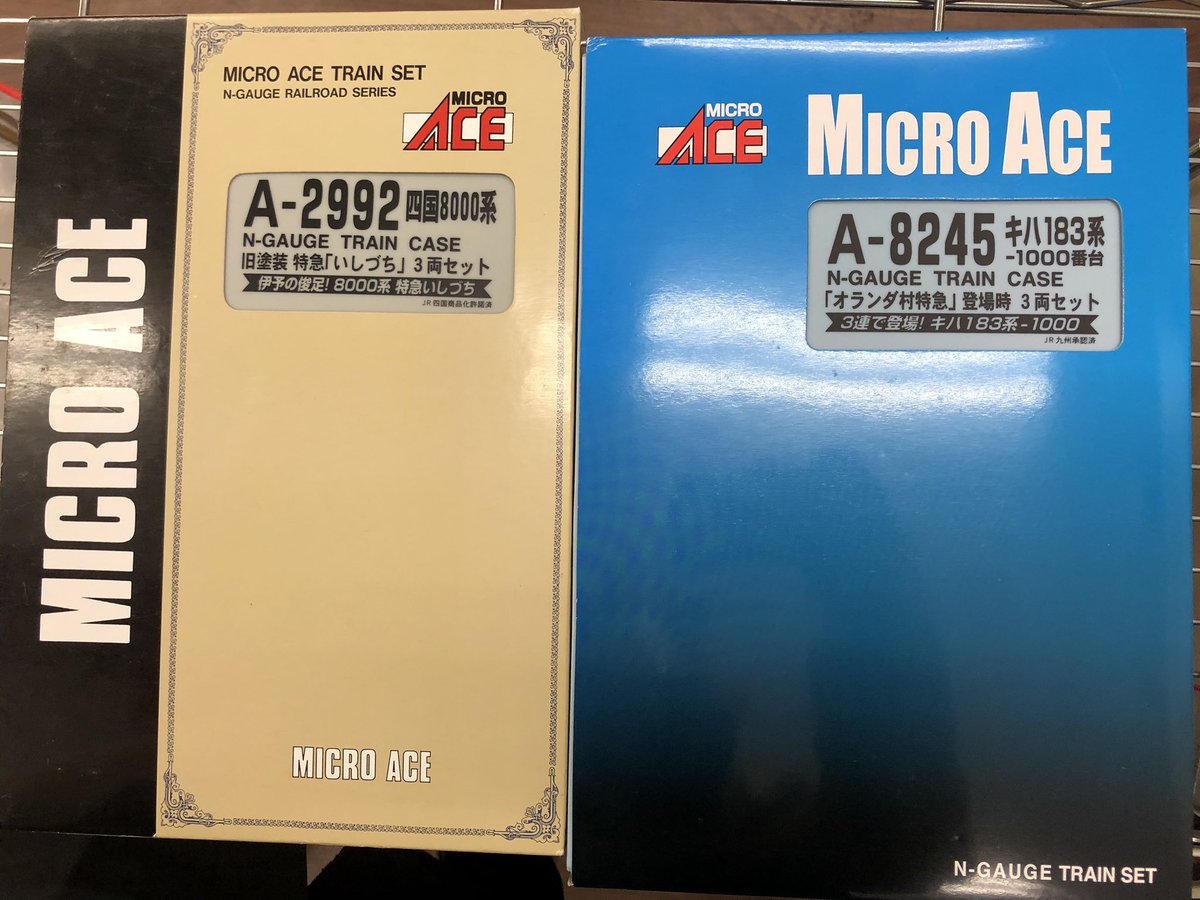 MICRO ACE
MICRO ACE TRAIN SET
N-GAUGE RAILROAD SERIES
MICRO
ACE
A-2992 四国8000系
N-GAUGE TRAIN CASE
旧塗装 特急「いしづち」3両セット
伊予の俊足! 8000系 特急いしづち
JR四国商品化許諾済
MICRO ACE
MICRO
ACE
MICRO ACE
A-8245 キハ183系
-1000番台
N-GAUGE TRAIN CASE
「オランダ村特急」登場時 3両セット
3連で登場! キハ183系-1000
JR九州承認済
N-GAUGE TRAIN SET